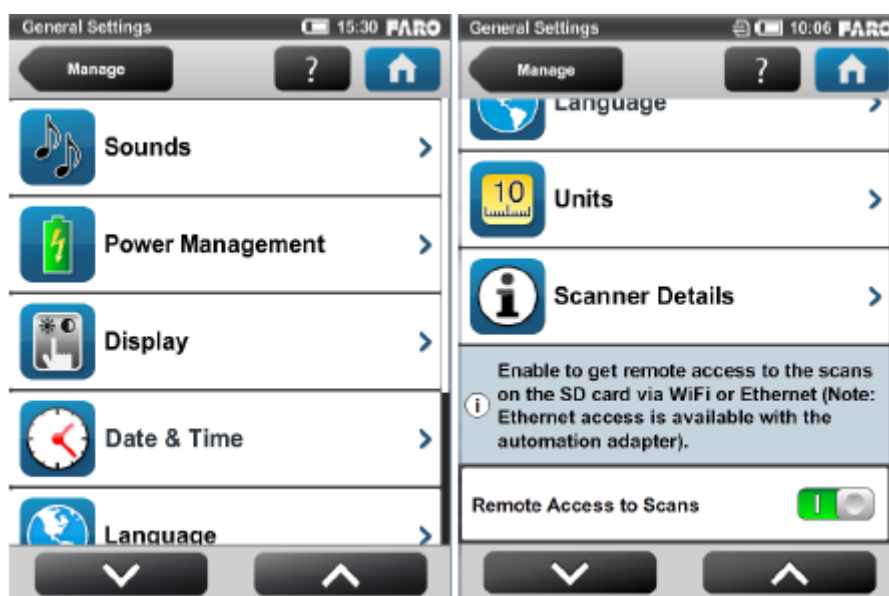 General Settings 15:30 FARO
Manage ?
Sounds
Power Management
Display
Date & Time
Language
General Settings 10:06 FARO
Manage ?
Language
10
Units
Scanner Details
Enable to get remote access to the scans
on the SD card via WiFi or Ethernet (Note:
Ethernet access is available with the
automation adapter).
Remote Access to Scans